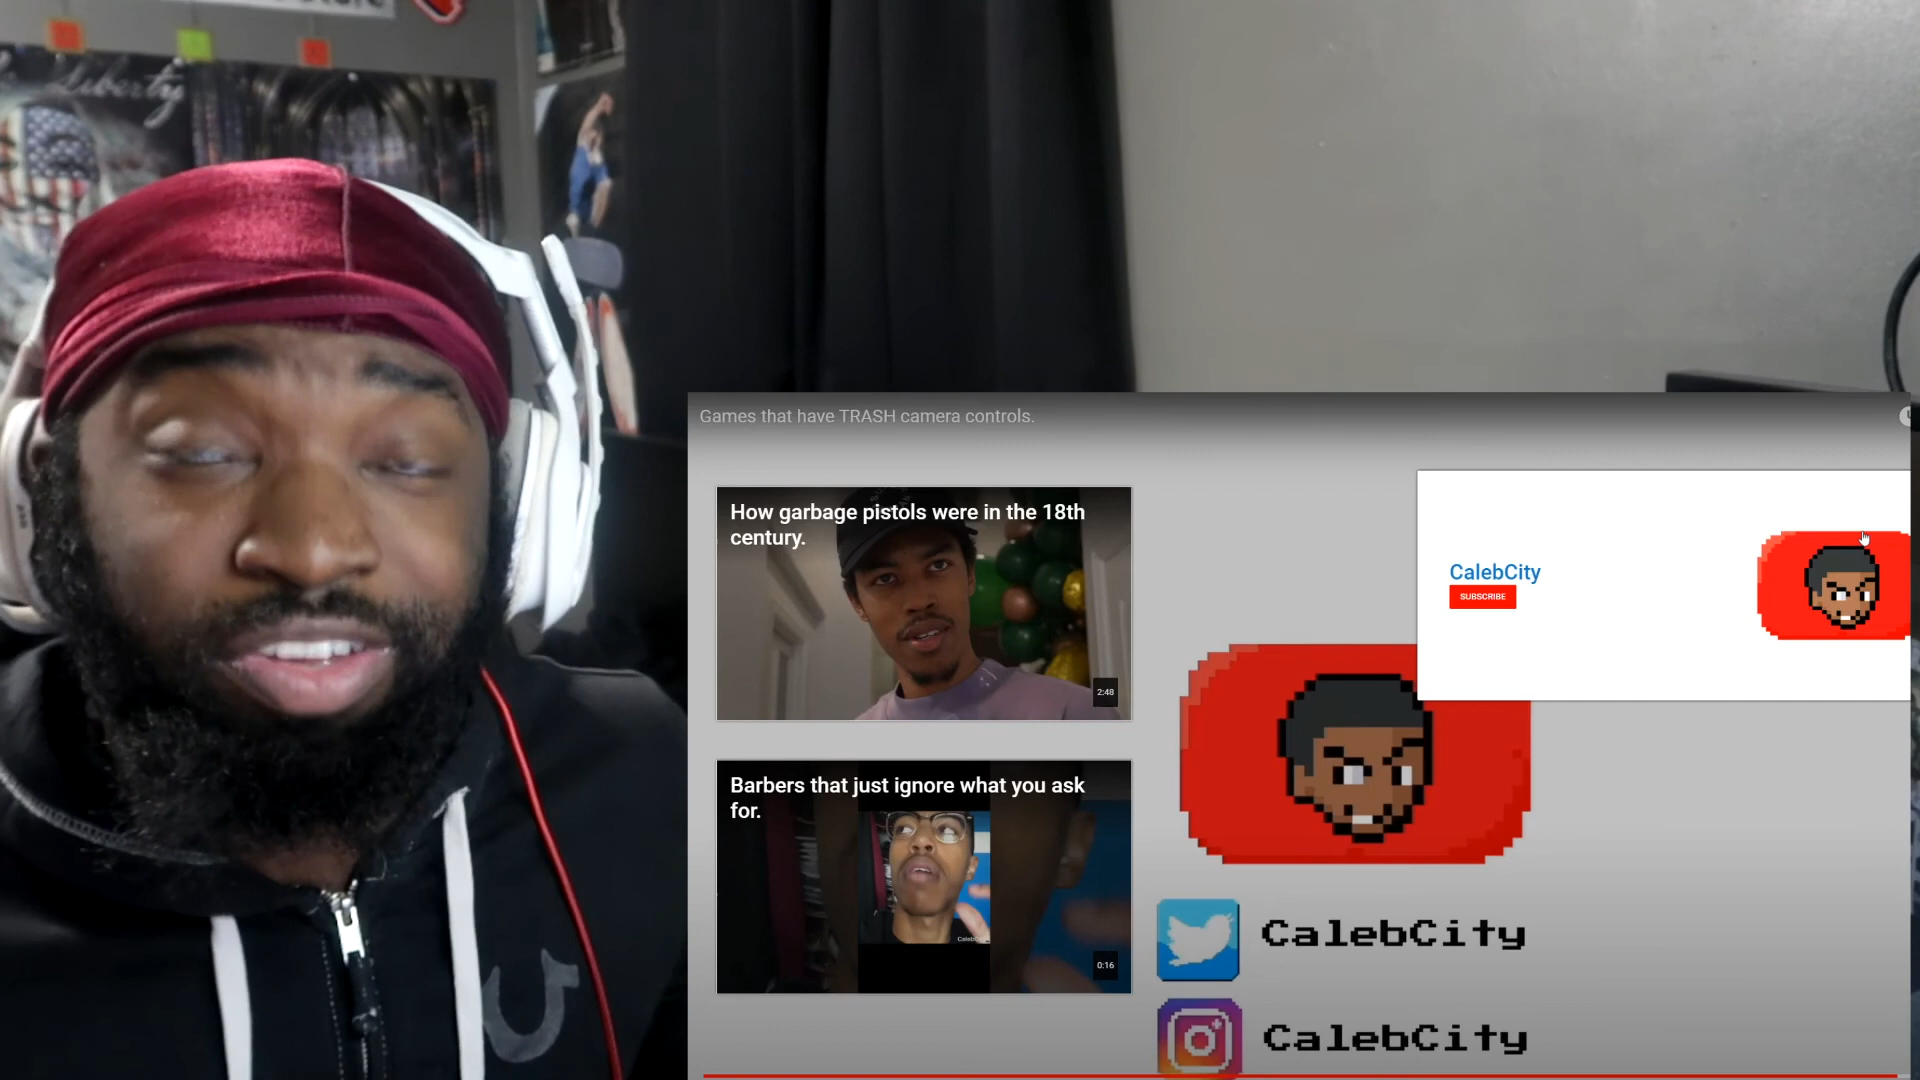 Liberty
Games that have TRASH camera controls.
How garbage pistols were in the 18th
century.
2:48
CalebCity
SUBSCRIBE
Barbers that just ignore what you ask
for.
0:16
CalebCity
CalebCity